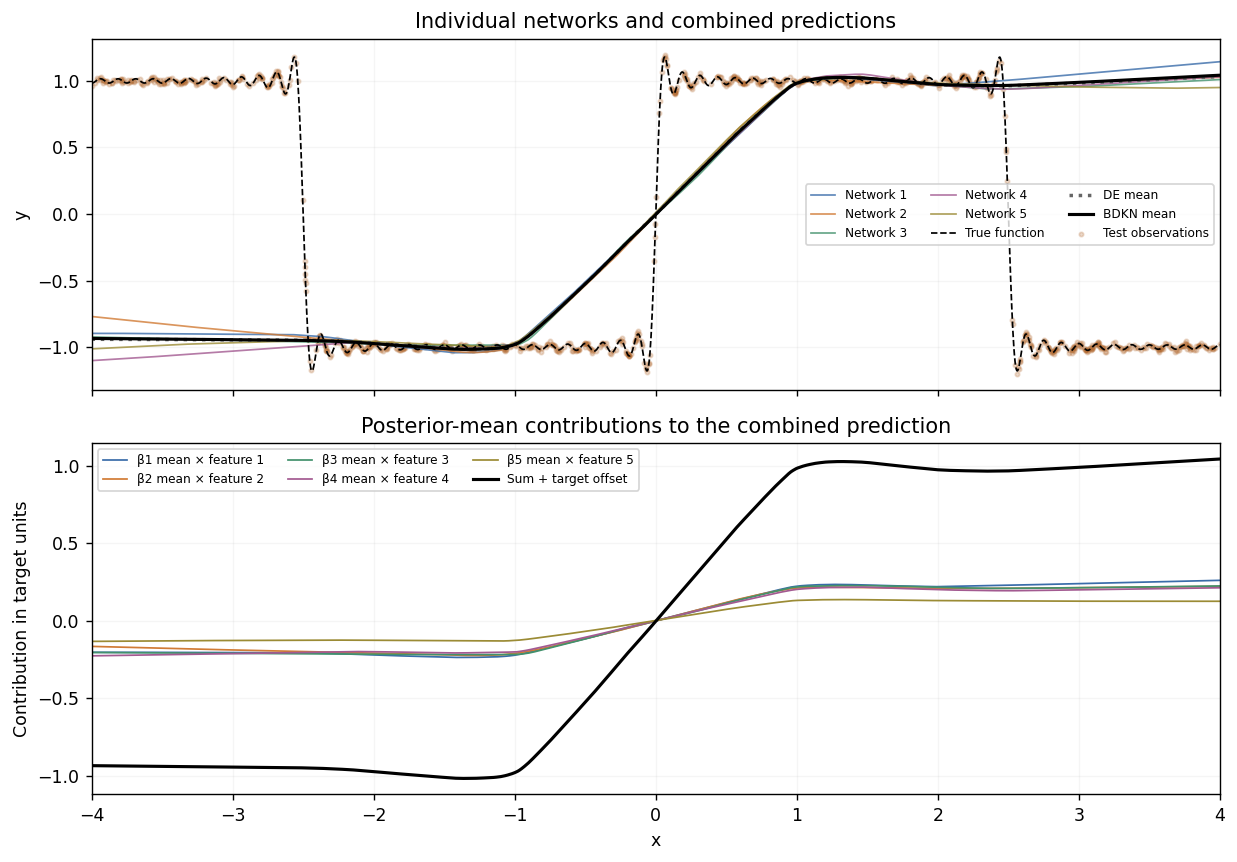 Individual networks and combined predictions
1.0
0.5
0.0
−0.5
−1.0
y
Network 1
Network 2
Network 3
Network 4
Network 5
True function
DE mean
BDKN mean
Test observations
Posterior-mean contributions to the combined prediction
1.0
0.5
0.0
−0.5
−1.0
Contribution in target units
β1 mean × feature 1
β2 mean × feature 2
β3 mean × feature 3
β4 mean × feature 4
β5 mean × feature 5
Sum + target offset
−4 −3 −2 −1 0 1 2 3 4
x